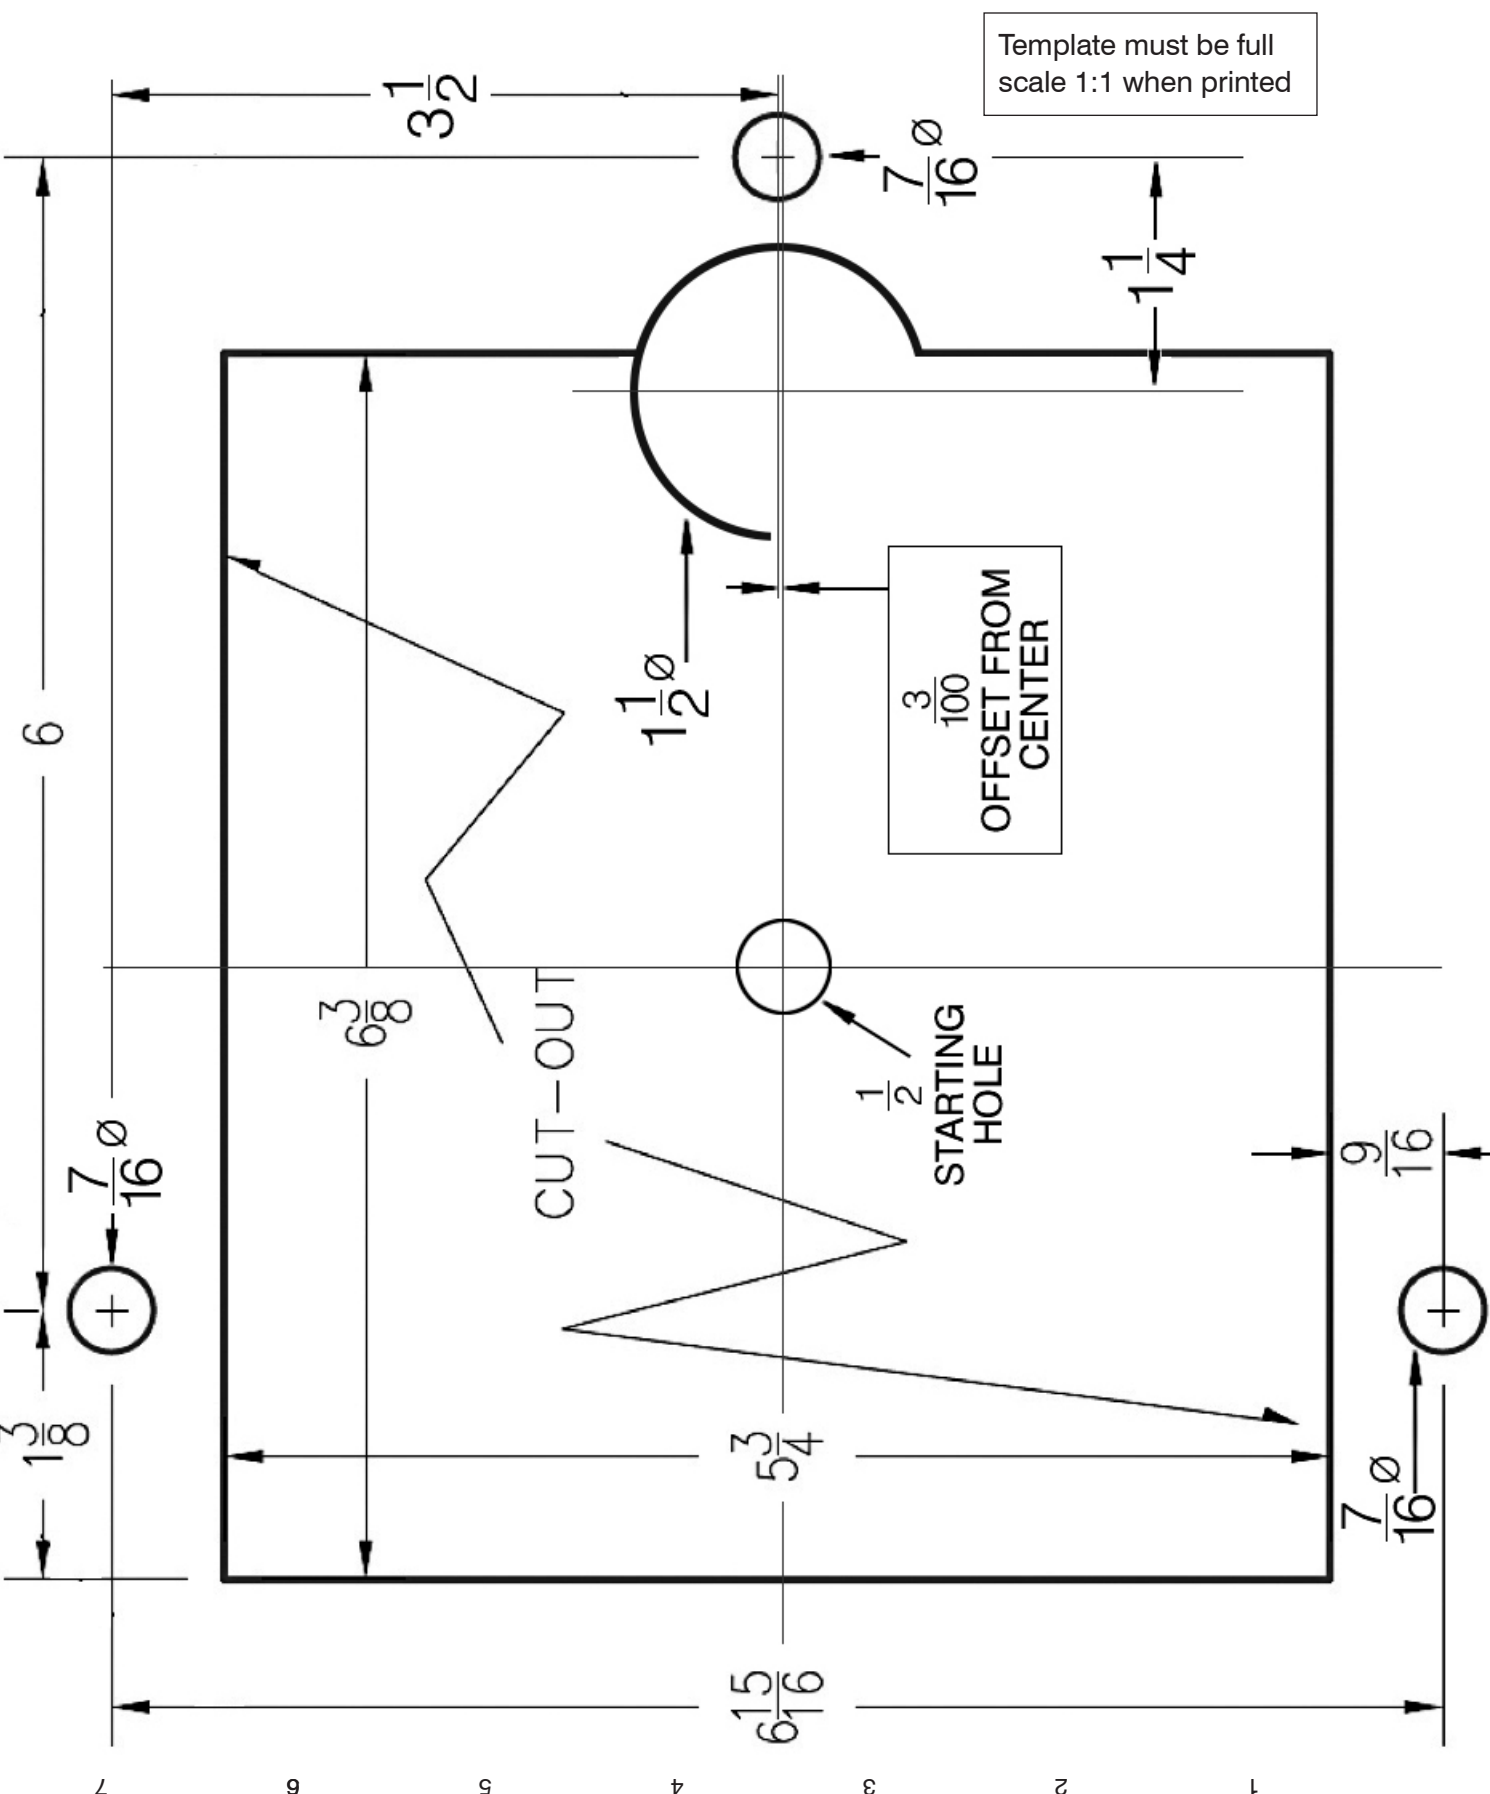 Template must be full
scale 1:1 when printed
3 1/2
7/16 Ø
1 1/4
6
1 1/2 Ø
3/100
OFFSET FROM
CENTER
6 3/8
CUT-OUT
1/2
STARTING
HOLE
7/16 Ø
9/16
1 3/8
5 3/4
7/16 Ø
6 15/16
7 6 5 4 3 2 1